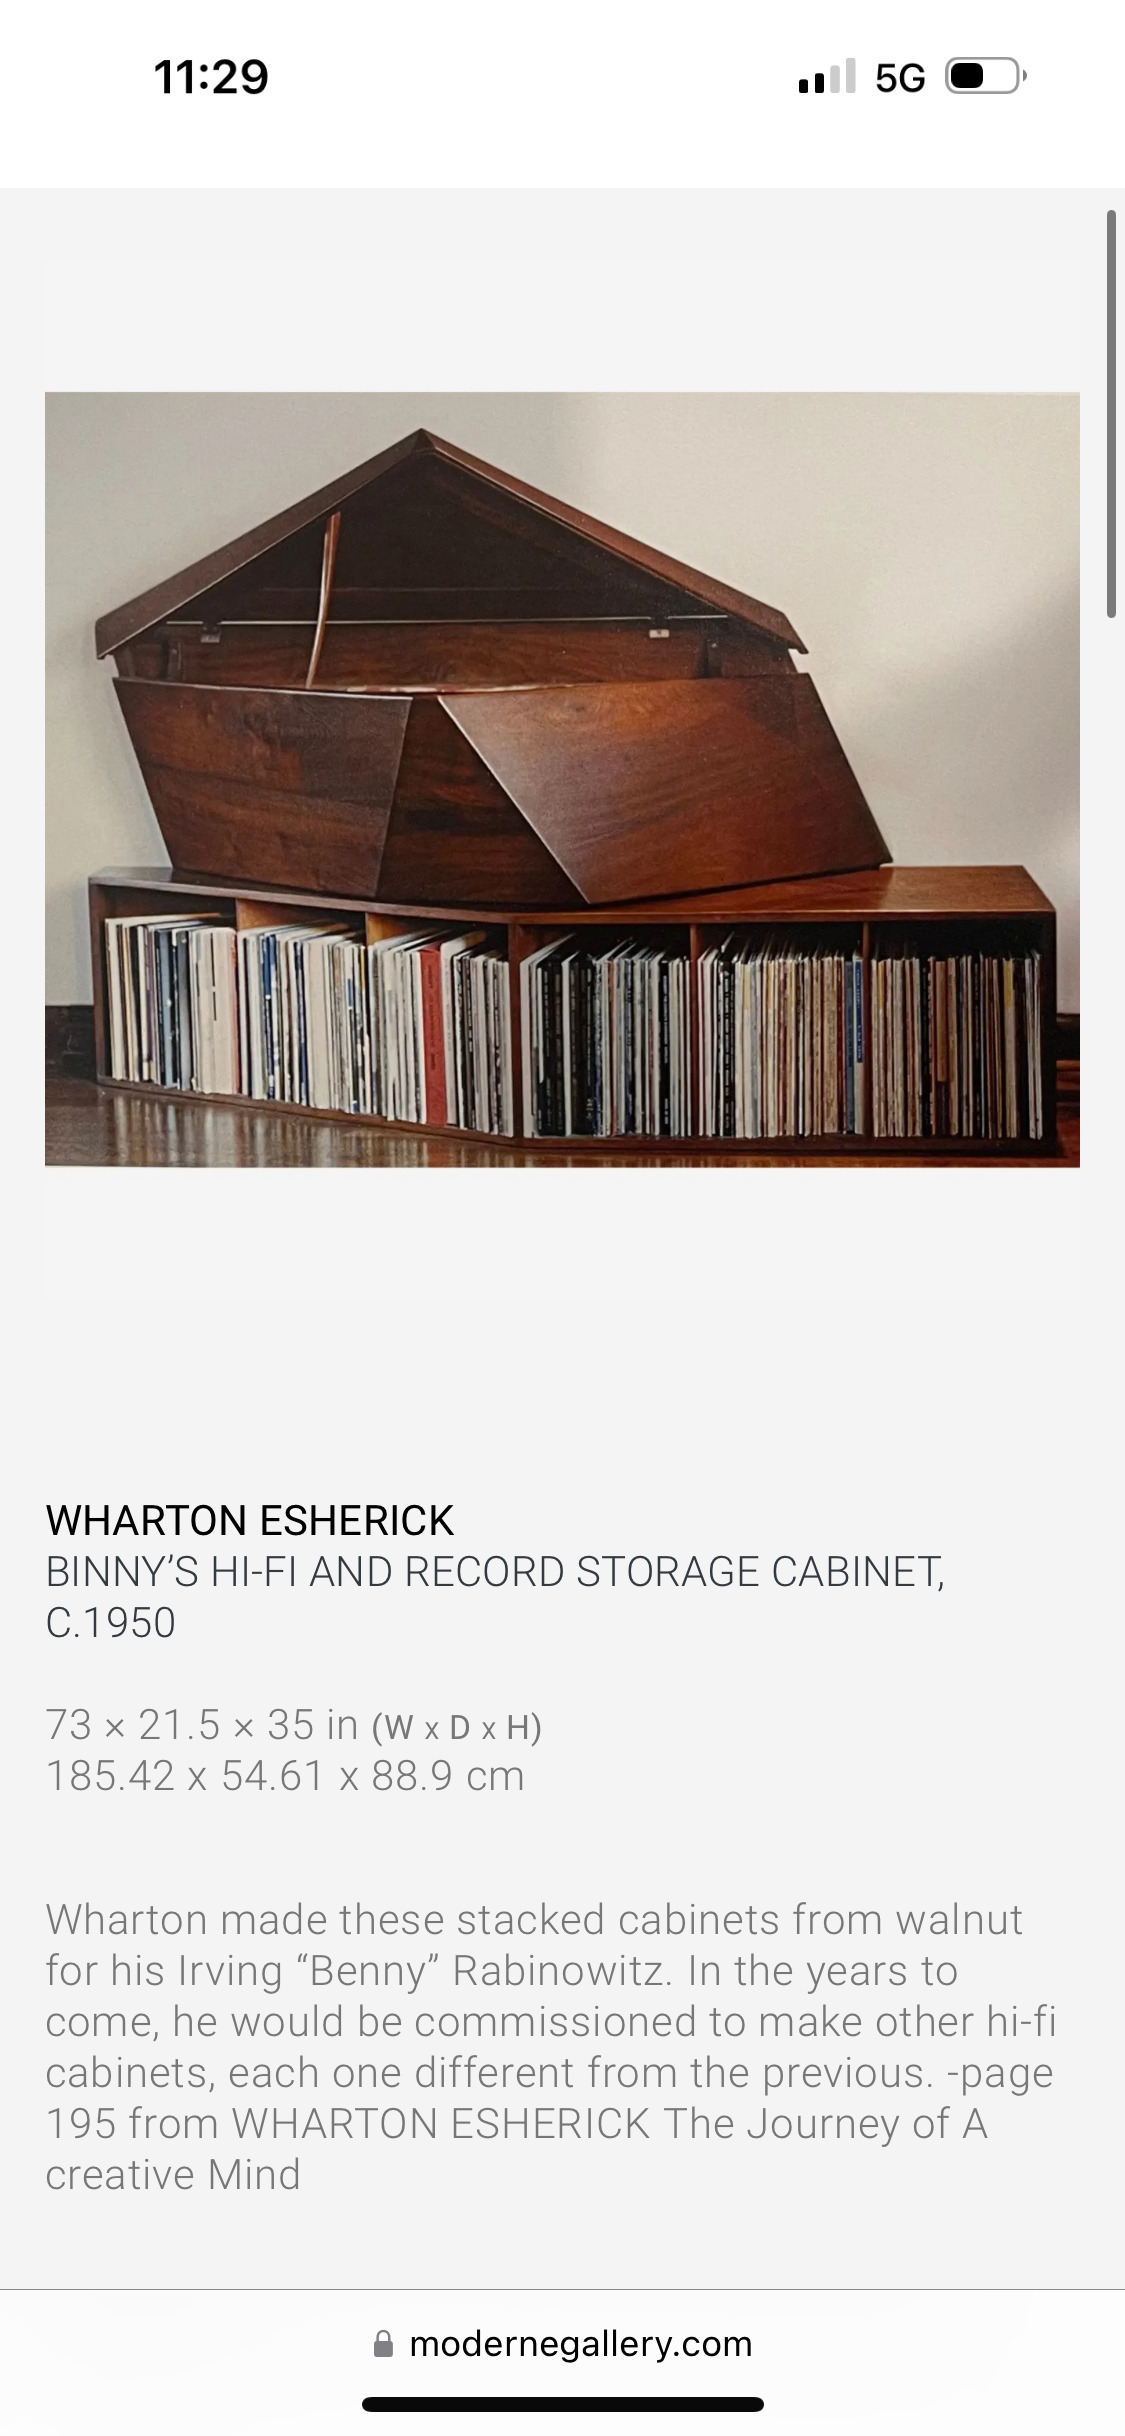 11:29 5G
WHARTON ESHERICK
BINNY’S HI-FI AND RECORD STORAGE CABINET,
C.1950
73 × 21.5 × 35 in (W x D x H)
185.42 x 54.61 x 88.9 cm
Wharton made these stacked cabinets from walnut
for his Irving “Benny” Rabinowitz. In the years to
come, he would be commissioned to make other hi-fi
cabinets, each one different from the previous. -page
195 from WHARTON ESHERICK The Journey of A
creative Mind
modernegallery.com